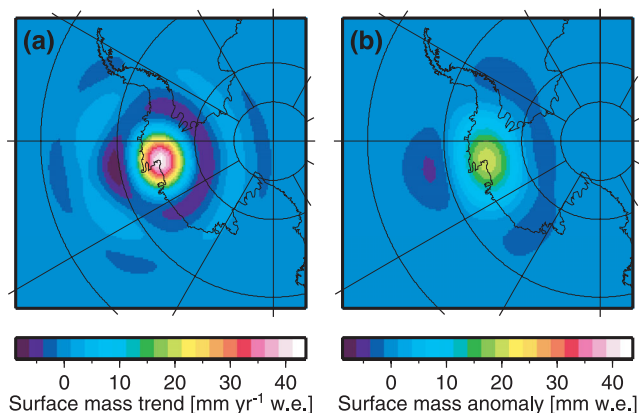 (a) (b)
0 10 20 30 40 0 10 20 30 40
Surface mass trend [mm yr⁻¹ w.e.] Surface mass anomaly [mm w.e.]